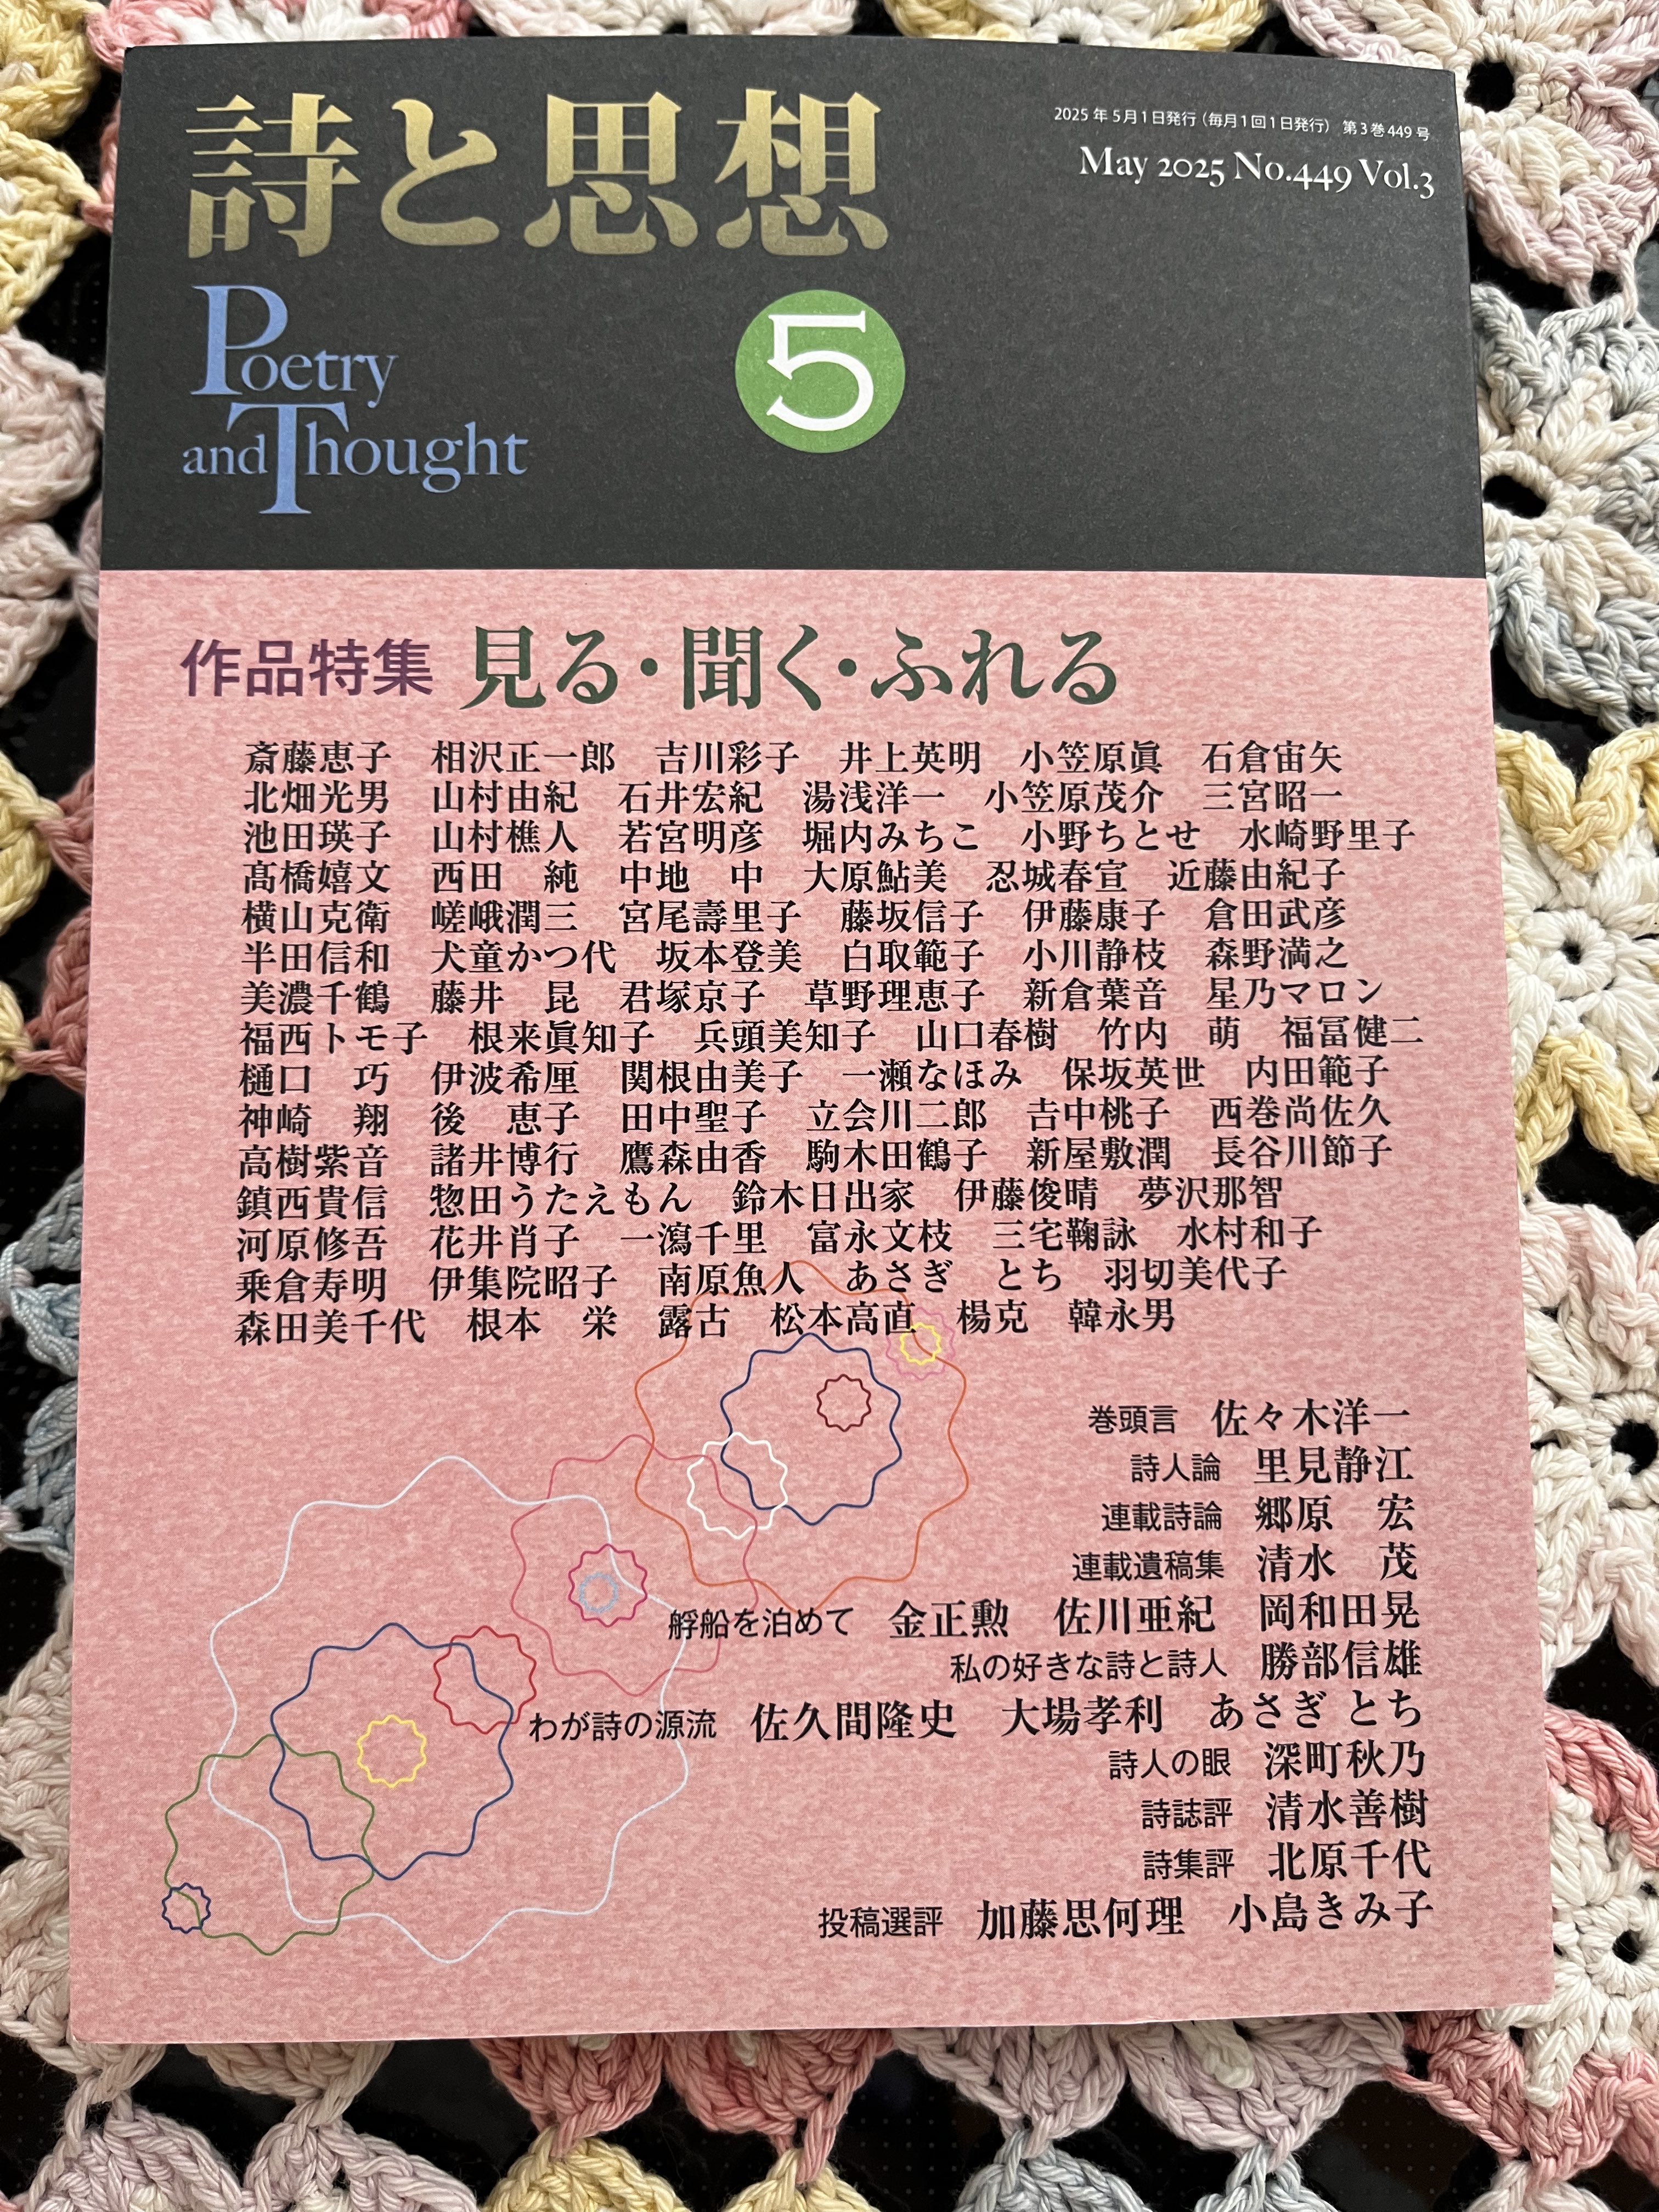 詩と思想
2025年5月1日発行（毎月1回1日発行） 第3巻449号
May 2025 No.449 Vol.3
Poetry
and Thought
5
作品特集 見る・聞く・ふれる
斎藤恵子 相沢正一郎 吉川彩子 井上英明 小笠原眞 石倉宙矢
北畑光男 山村由紀 石井宏紀 湯浅洋一 小笠原茂介 三宮昭一
池田瑛子 山村樵人 若宮明彦 堀内みちこ 小野ちとせ 水崎野里子
髙橋嬉文 西田 純 中地 中 大原鮎美 忍城春宣 近藤由紀子
横山克衛 嵯峨潤三 宮尾壽里子 藤坂信子 伊藤康子 倉田武彦
半田信和 犬童かつ代 坂本登美 白取範子 小川静枝 森野満之
美濃千鶴 藤井 昆 君塚京子 草野理恵子 新倉葉音 星乃マロン
福西トモ子 根来眞知子 兵頭美知子 山口春樹 竹内 萌 福冨健二
樋口 巧 伊波希厘 関根由美子 一瀬なほみ 保坂英世 内田範子
神崎 翔 後 恵子 田中聖子 立会川二郎 𠮷中桃子 西巻尚佐久
高樹紫音 諸井博行 鷹森由香 駒木田鶴子 新屋敷潤 長谷川節子
鎮西貴信 惣田うたえもん 鈴木日出家 伊藤俊晴 夢沢那智
河原修吾 花井肖子 一瀉千里 富永文枝 三宅鞠詠 水村和子
乗倉寿明 伊集院昭子 南原魚人 あさぎ とち 羽切美代子
森田美千代 根本 栄 露古 松本高直 楊克 韓永男
巻頭言 佐々木洋一
詩人論 里見静江
連載詩論 郷原 宏
連載遺稿集 清水 茂
艀船を泊めて 金正勲 佐川亜紀 岡和田晃
私の好きな詩と詩人 勝部信雄
わが詩の源流 佐久間隆史 大場孝利 あさぎ とち
詩人の眼 深町秋乃
詩誌評 清水善樹
詩集評 北原千代
投稿選評 加藤思何理 小島きみ子